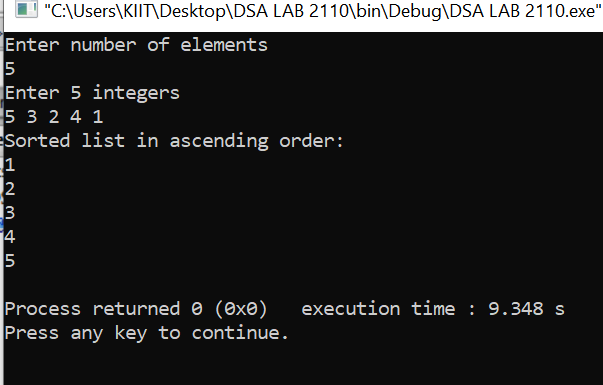 "C:\Users\KIIT\Desktop\DSA LAB 2110\bin\Debug\DSA LAB 2110.exe"
Enter number of elements
5
Enter 5 integers
5 3 2 4 1
Sorted list in ascending order:
1
2
3
4
5
Process returned 0 (0x0)   execution time : 9.348 s
Press any key to continue.